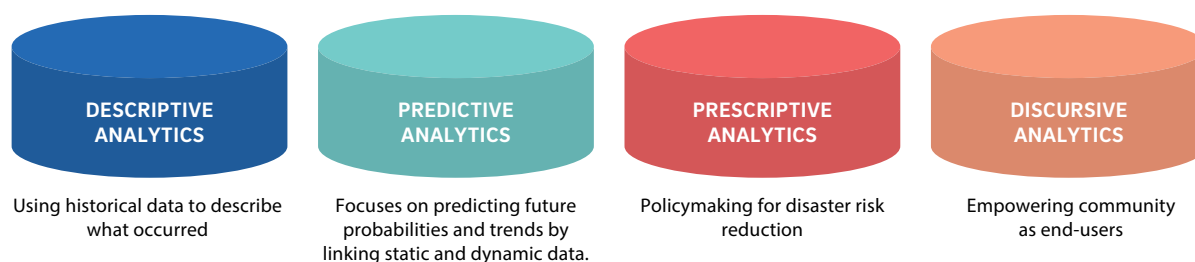 DESCRIPTIVE
ANALYTICS
Using historical data to describe
what occurred
PREDICTIVE
ANALYTICS
Focuses on predicting future
probabilities and trends by
linking static and dynamic data.
PRESCRIPTIVE
ANALYTICS
Policymaking for disaster risk
reduction
DISCURSIVE
ANALYTICS
Empowering community
as end-users